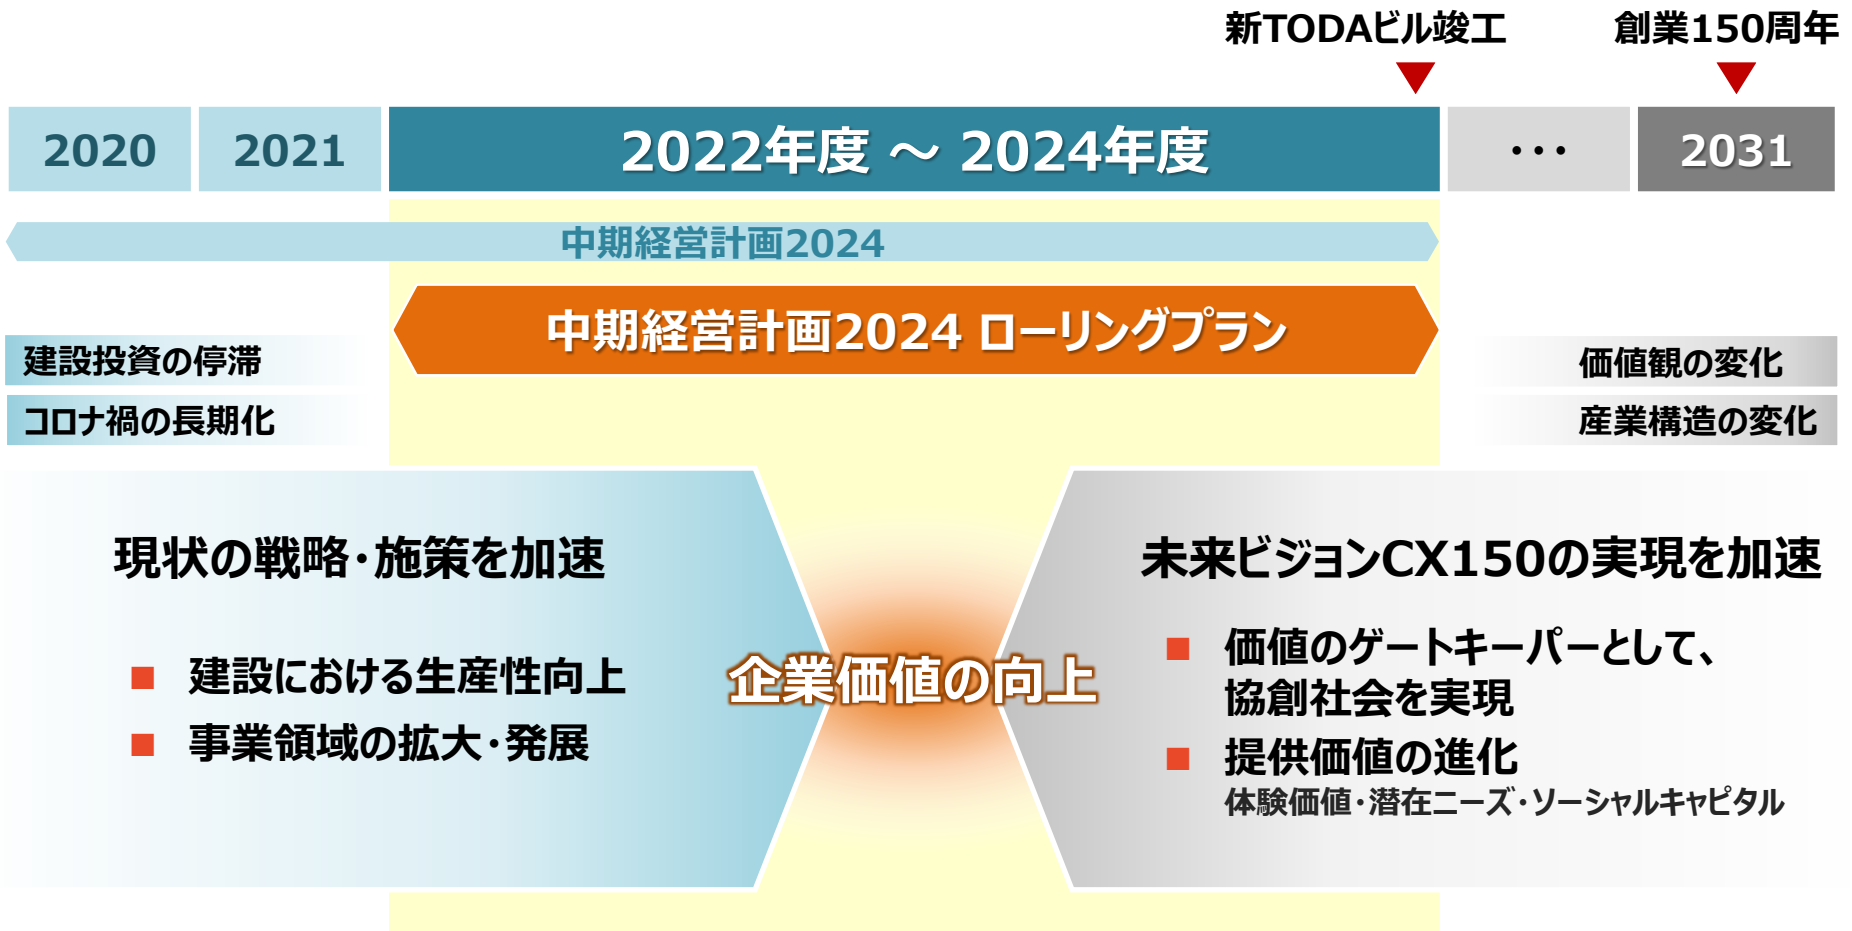 新TODAビル竣工
創業150周年
2020
2021
2022年度 ～ 2024年度
・・・
2031
中期経営計画2024
中期経営計画2024 ローリングプラン
建設投資の停滞
コロナ禍の長期化
価値観の変化
産業構造の変化
現状の戦略・施策を加速
■ 建設における生産性向上
■ 事業領域の拡大・発展
企業価値の向上
未来ビジョンCX150の実現を加速
■ 価値のゲートキーパーとして、
協創社会を実現
■ 提供価値の進化
体験価値・潜在ニーズ・ソーシャルキャピタル